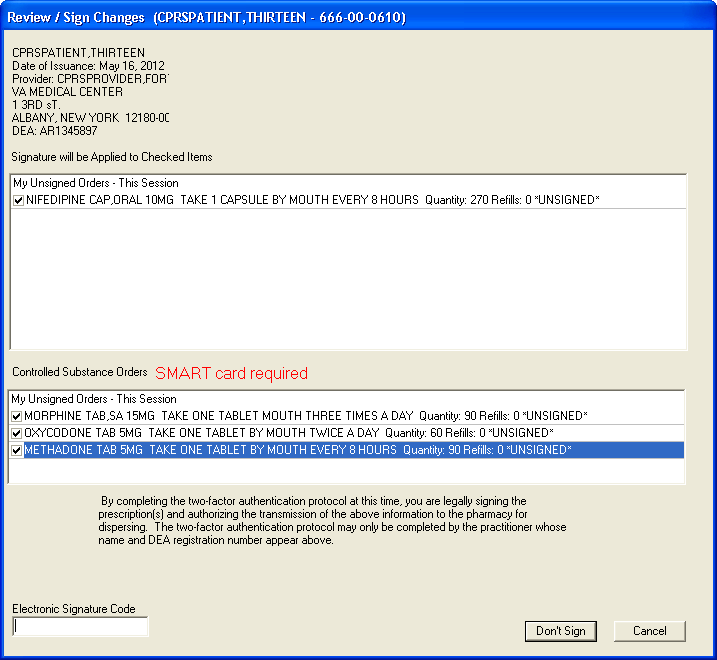 Review / Sign Changes (CPRSPATIENT,THIRTEEN - 666-00-0610)
CPRSPATIENT,THIRTEEN
Date of Issuance: May 16, 2012
Provider: CPRSPROVIDER,FOR
VA MEDICAL CENTER
1 3RD sT.
ALBANY, NEW YORK 12180-00
DEA: AR1345897
Signature will be Applied to Checked Items
My Unsigned Orders - This Session
NIFEDIPINE CAP,ORAL 10MG TAKE 1 CAPSULE BY MOUTH EVERY 8 HOURS Quantity: 270 Refills: 0 *UNSIGNED*
Controlled Substance Orders SMART card required
My Unsigned Orders - This Session
MORPHINE TAB,SA 15MG TAKE ONE TABLET MOUTH THREE TIMES A DAY Quantity: 90 Refills: 0 *UNSIGNED*
OXYCODONE TAB 5MG TAKE ONE TABLET BY MOUTH TWICE A DAY Quantity: 60 Refills: 0 *UNSIGNED*
METHADONE TAB 5MG TAKE ONE TABLET BY MOUTH EVERY 8 HOURS Quantity: 90 Refills: 0 *UNSIGNED*
By completing the two-factor authentication protocol at this time, you are legally signing the
prescription(s) and authorizing the transmission of the above information to the pharmacy for
dispersing. The two-factor authentication protocol may only be completed by the practitioner whose
name and DEA registration number appear above.
Electronic Signature Code
Don't Sign Cancel